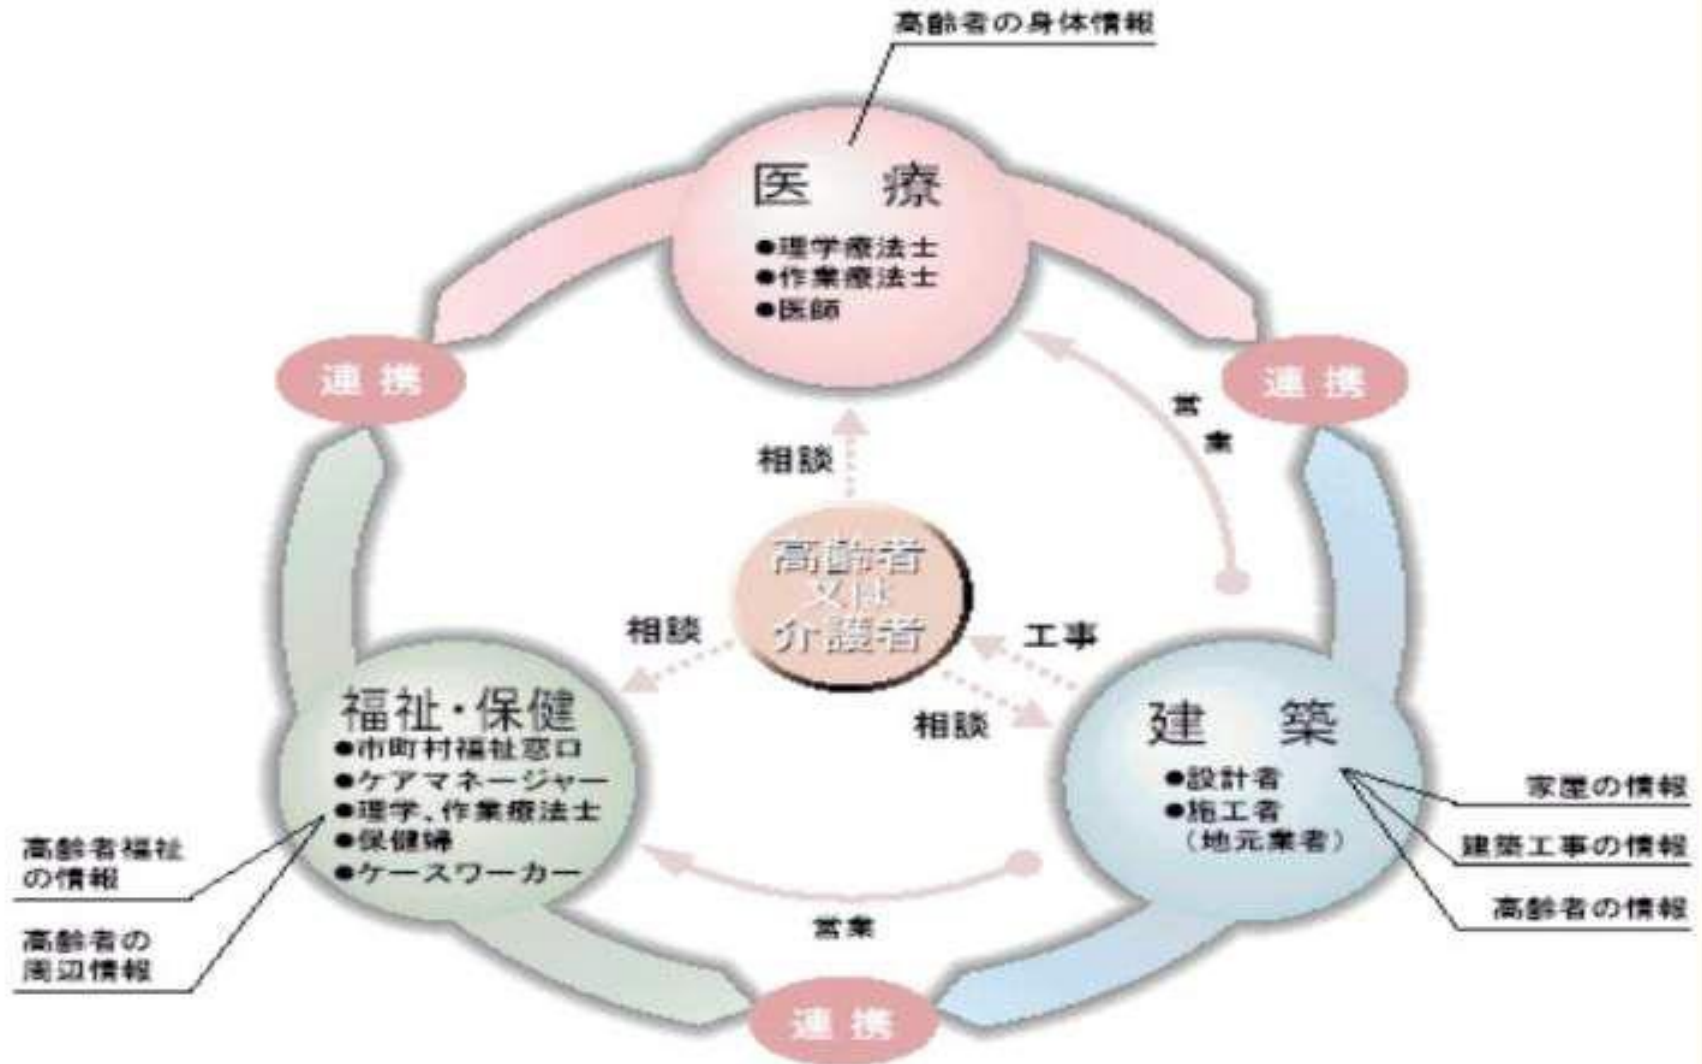 高齢者の身体情報
医 療
●理学療法士
●作業療法士
●医師
連携
連携
営業
相談
高齢者
又は
介護者
相談
工事
相談
福祉・保健
●市町村福祉窓口
●ケアマネージャー
●理学、作業療法士
●保健婦
●ケースワーカー
建 築
●設計者
●施工者
(地元業者)
家屋の情報
建築工事の情報
高齢者の情報
高齢者福祉
の情報
高齢者の
周辺情報
営業
連携